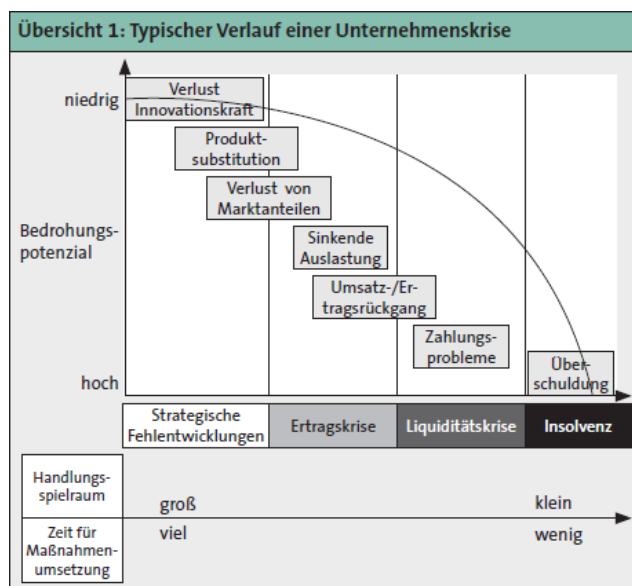 Übersicht 1: Typischer Verlauf einer Unternehmenskrise
niedrig
Verlust
Innovationskraft
Produkt-
substitution
Verlust von
Marktanteilen
Bedrohungs-
potenzial
Sinkende
Auslastung
Umsatz-/Er-
tragsrückgang
Zahlungs-
probleme
Über-
schuldung
hoch
Strategische
Fehlentwicklungen
Ertragskrise
Liquiditätskrise
Insolvenz
Handlungs-
spielraum
groß
klein
Zeit für
Maßnahmen-
umsetzung
viel
wenig